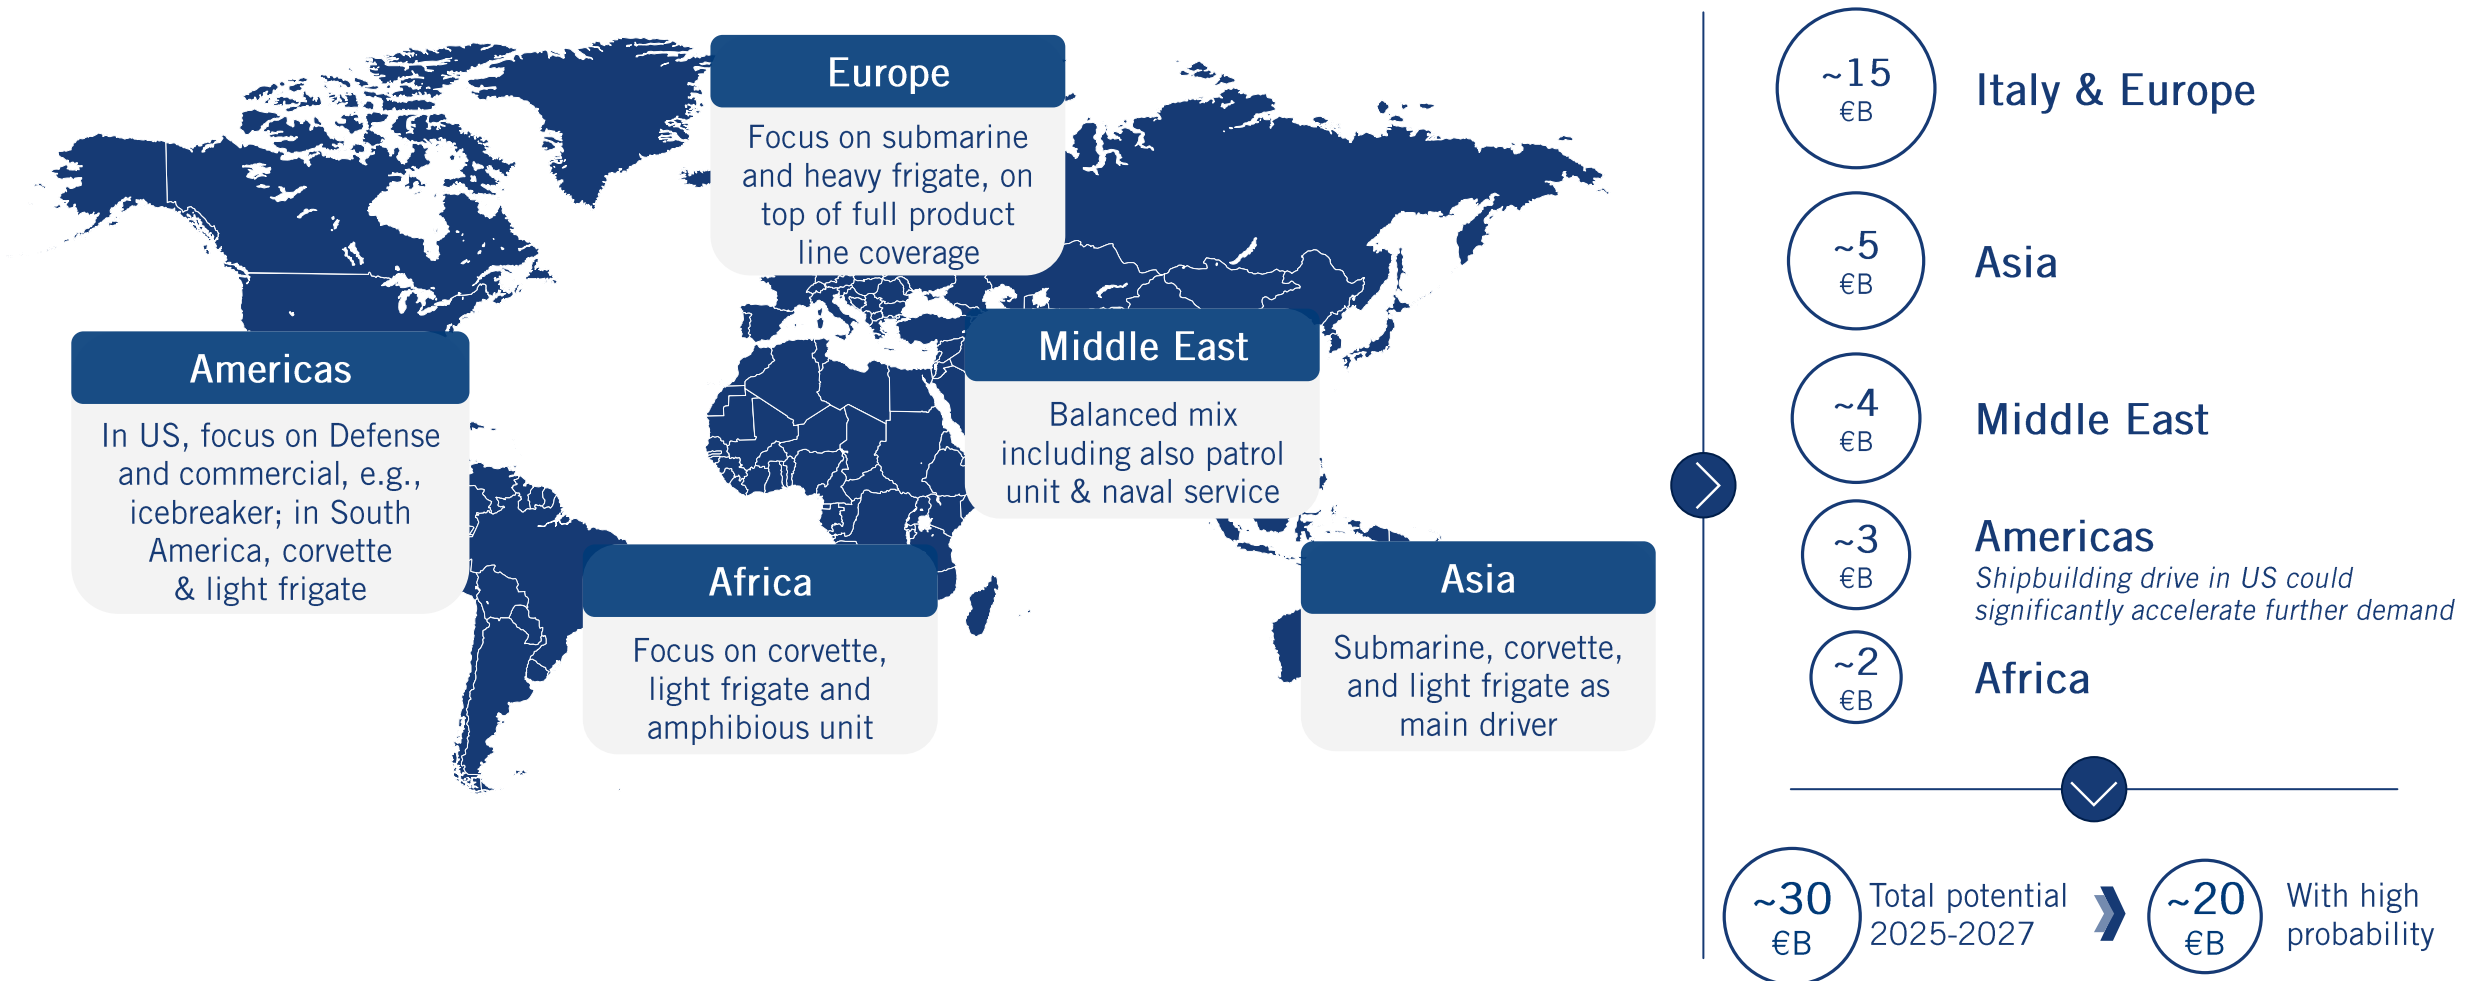 Europe
Focus on submarine
and heavy frigate, on
top of full product
line coverage
Americas
In US, focus on Defense
and commercial, e.g.,
icebreaker; in South
America, corvette
& light frigate
Middle East
Balanced mix
including also patrol
unit & naval service
Africa
Focus on corvette,
light frigate and
amphibious unit
Asia
Submarine, corvette,
and light frigate as
main driver
~15
€B
Italy & Europe
~5
€B
Asia
~4
€B
Middle East
~3
€B
Americas
Shipbuilding drive in US could
significantly accelerate further demand
~2
€B
Africa
~30
€B
Total potential
2025-2027
~20
€B
With high
probability